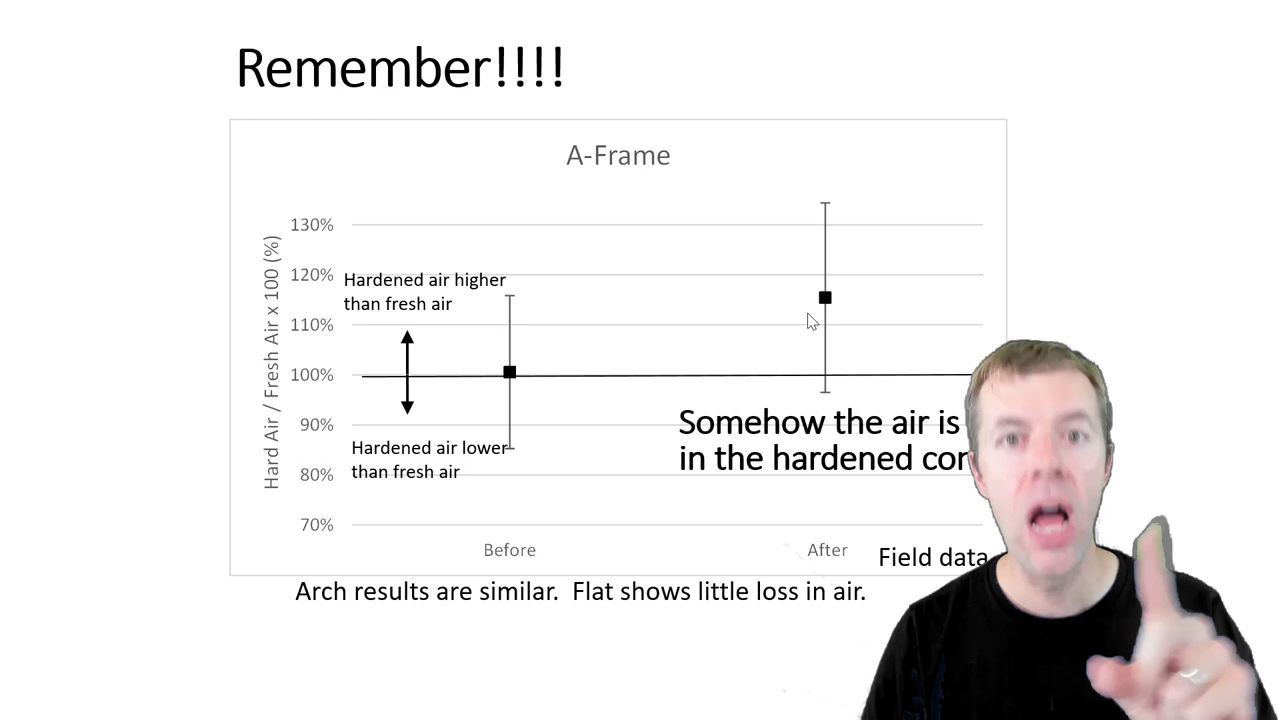 Remember!!!!
A-Frame
Hard Air / Fresh Air x 100 (%)
130%
120%
110%
100%
90%
80%
70%
Hardened air higher
than fresh air
Hardened air lower
than fresh air
Somehow the air is
in the hardened
Before
After
Field data
Arch results are similar. Flat shows little loss in air.